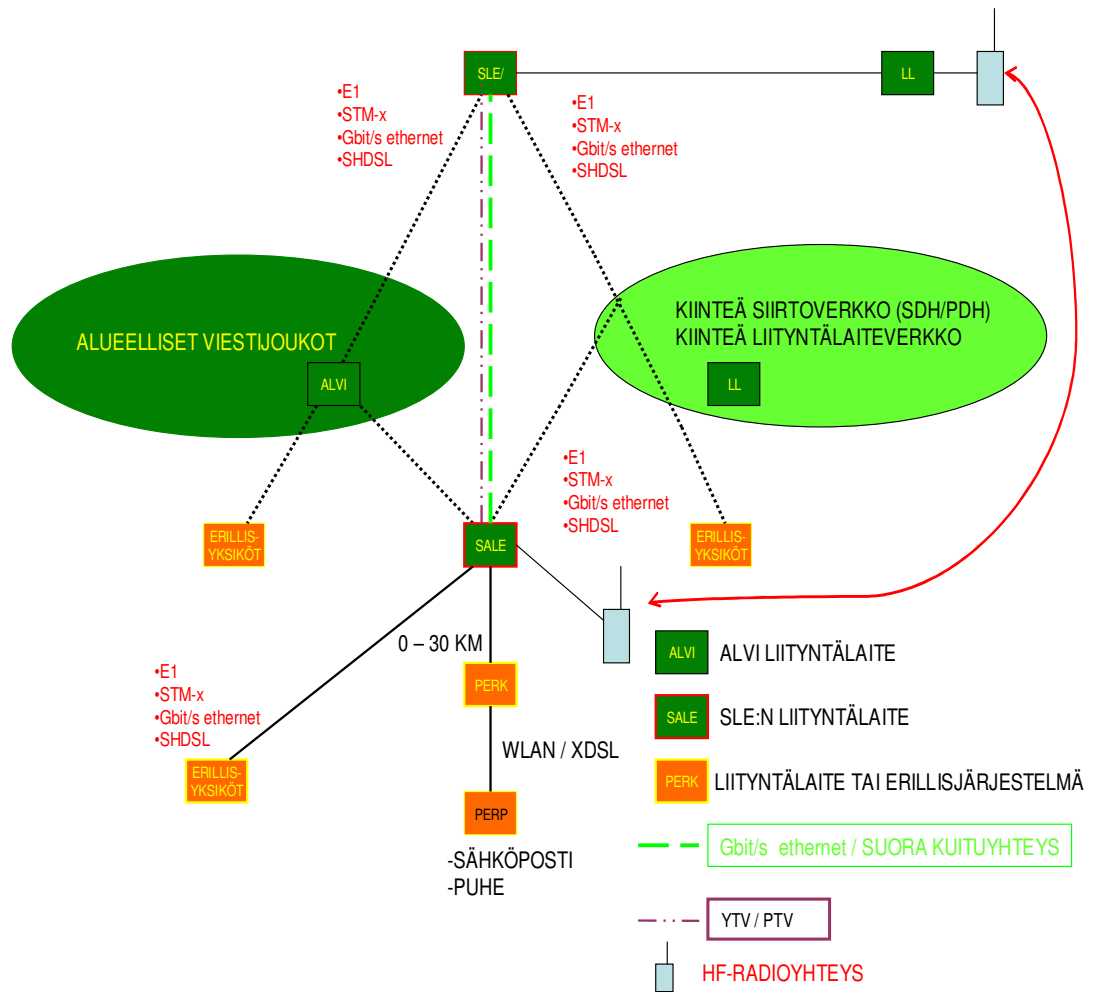 SLE/
LL
•E1
•STM-x
•Gbit/s ethernet
•SHDSL
•E1
•STM-x
•Gbit/s ethernet
•SHDSL
ALUEELLISET VIESTIJOUKOT
ALVI
KIINTEÄ SIIRTOVERKKO (SDH/PDH)
KIINTEÄ LIITYNTÄLAITEVERKKO
LL
•E1
•STM-x
•Gbit/s ethernet
•SHDSL
ERILLIS-
YKSIKÖT
SALE
ERILLIS-
YKSIKÖT
0 – 30 KM
•E1
•STM-x
•Gbit/s ethernet
•SHDSL
PERK
WLAN / XDSL
ERILLIS-
YKSIKÖT
PERP
-SÄHKÖPOSTI
-PUHE
ALVI
ALVI LIITYNTÄLAITE
SALE
SLE:N LIITYNTÄLAITE
PERK
LIITYNTÄLAITE TAI ERILLISJÄRJESTELMÄ
Gbit/s ethernet / SUORA KUITUYHTEYS
YTV / PTV
HF-RADIOYHTEYS